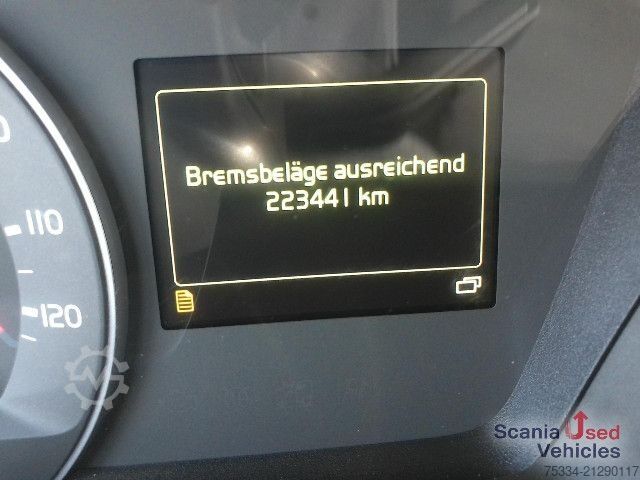 Bremsbeläge ausreichend
223441 km
110
120
Scania Used
Vehicles
75334-21290117